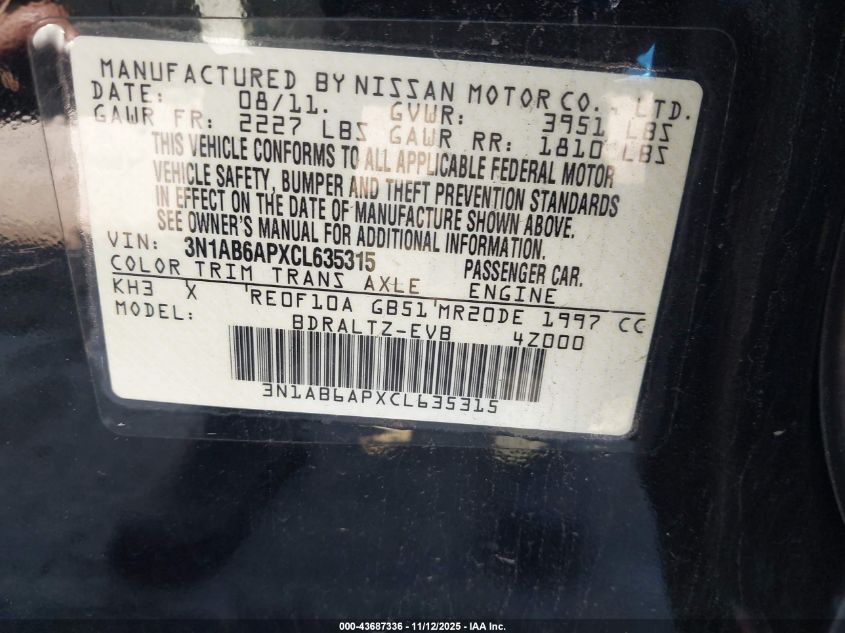 MANUFACTURED BY NISSAN MOTOR CO., LTD.
DATE: 08/11. GVWR: 3951 LBS
GAWR FR: 2227 LBS GAWR RR: 1810 LBS
THIS VEHICLE CONFORMS TO ALL APPLICABLE FEDERAL MOTOR
VEHICLE SAFETY, BUMPER AND THEFT PREVENTION STANDARDS
IN EFFECT ON THE DATE OF MANUFACTURE SHOWN ABOVE.
SEE OWNER'S MANUAL FOR ADDITIONAL INFORMATION.
VIN: 3N1AB6APXCL635315 PASSENGER CAR.
COLOR TRIM TRANS AXLE ENGINE
KH3 X 'RE0F10A GB51'MR20DE 1997 CC
MODEL: BDRALTZ-EVB 4Z000
3N1AB6APXCL635315
000-43687336 - 11/12/2025 - IAA Inc.